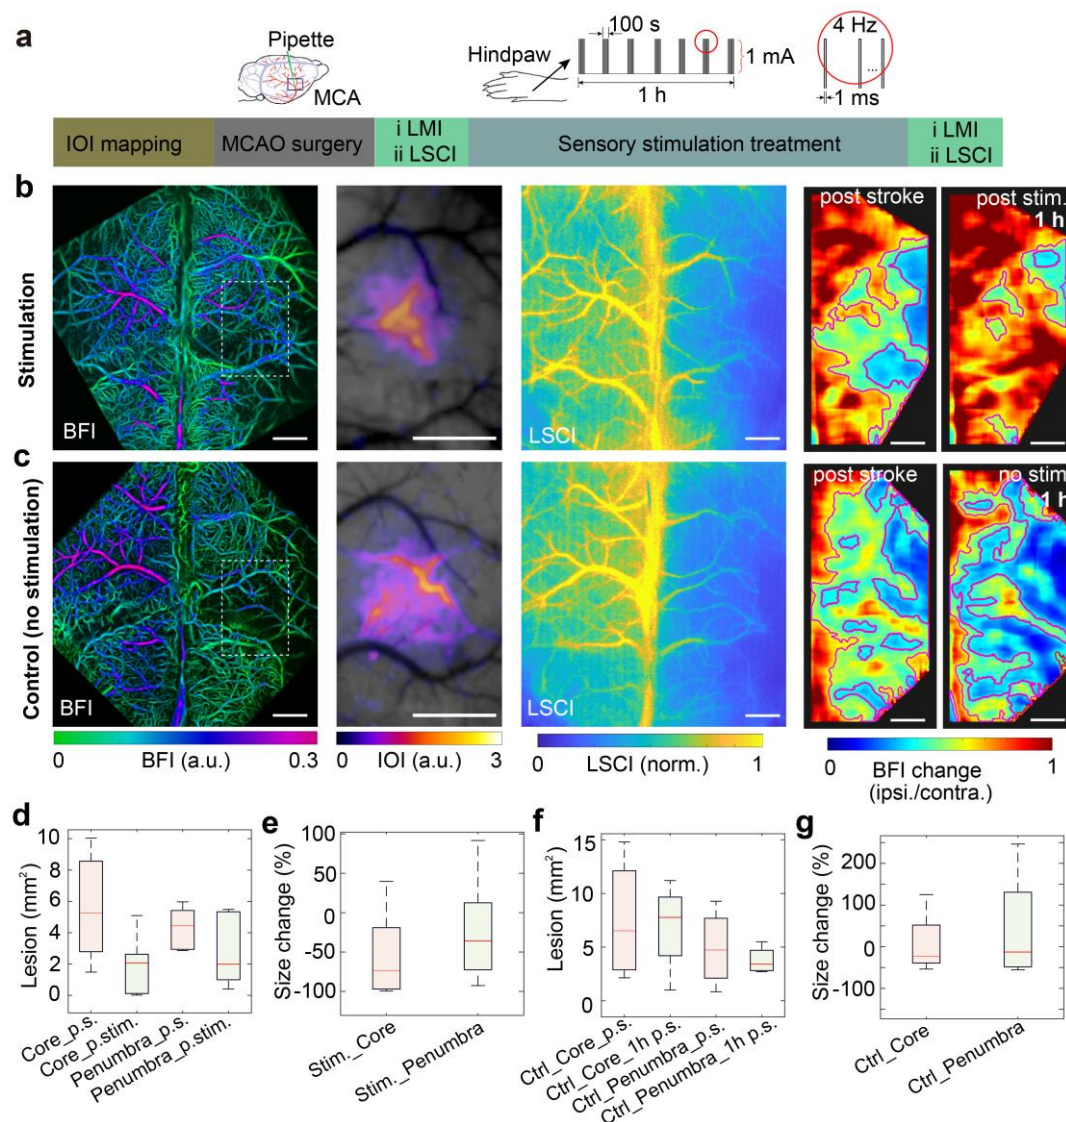 a
Pipette
MCA
Hindpaw
100 s
1 mA
1 h
4 Hz
...
1 ms
IOI mapping
MCAO surgery
i LMI
ii LSCI
Sensory stimulation treatment
i LMI
ii LSCI
b
Stimulation
BFI
LSCI
post stroke
post stim.
1 h
c
Control (no stimulation)
BFI
LSCI
post stroke
no stim
1 h
0 BFI (a.u.) 0.3
0 IOI (a.u.) 3
0 LSCI (norm.) 1
0 BFI change 1
(ipsi./contra.)
d
Lesion (mm²)
10
8
6
4
2
0
Core_p.s.
Core_p.stim.
Penumbra_p.s.
Penumbra_p.stim.
e
Size change (%)
100
50
0
-50
-100
Stim._Core
Stim._Penumbra
f
Lesion (mm²)
15
10
5
0
Ctrl_Core_p.s.
Ctrl_Core_1h p.s.
Ctrl_Penumbra_p.s.
Ctrl_Penumbra_1h p.s.
g
Size change (%)
200
100
0
-100
Ctrl_Core
Ctrl_Penumbra